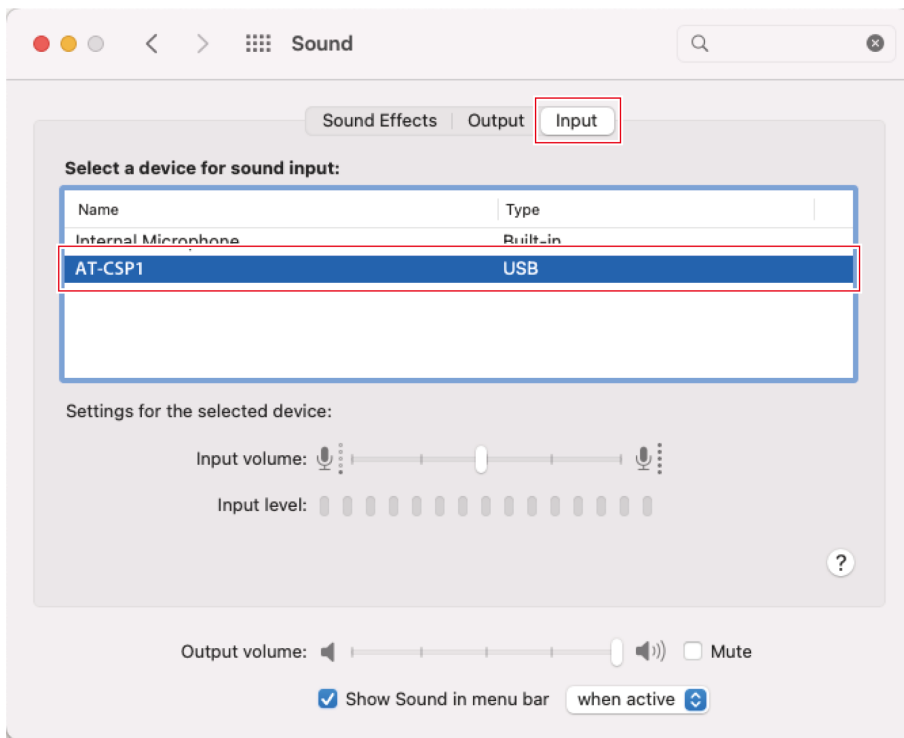 Sound
Sound Effects Output Input
Select a device for sound input:
Name Type
Internal Microphone Built-in
AT-CSP1 USB
Settings for the selected device:
Input volume:
Input level:
?
Output volume: Mute
Show Sound in menu bar when active